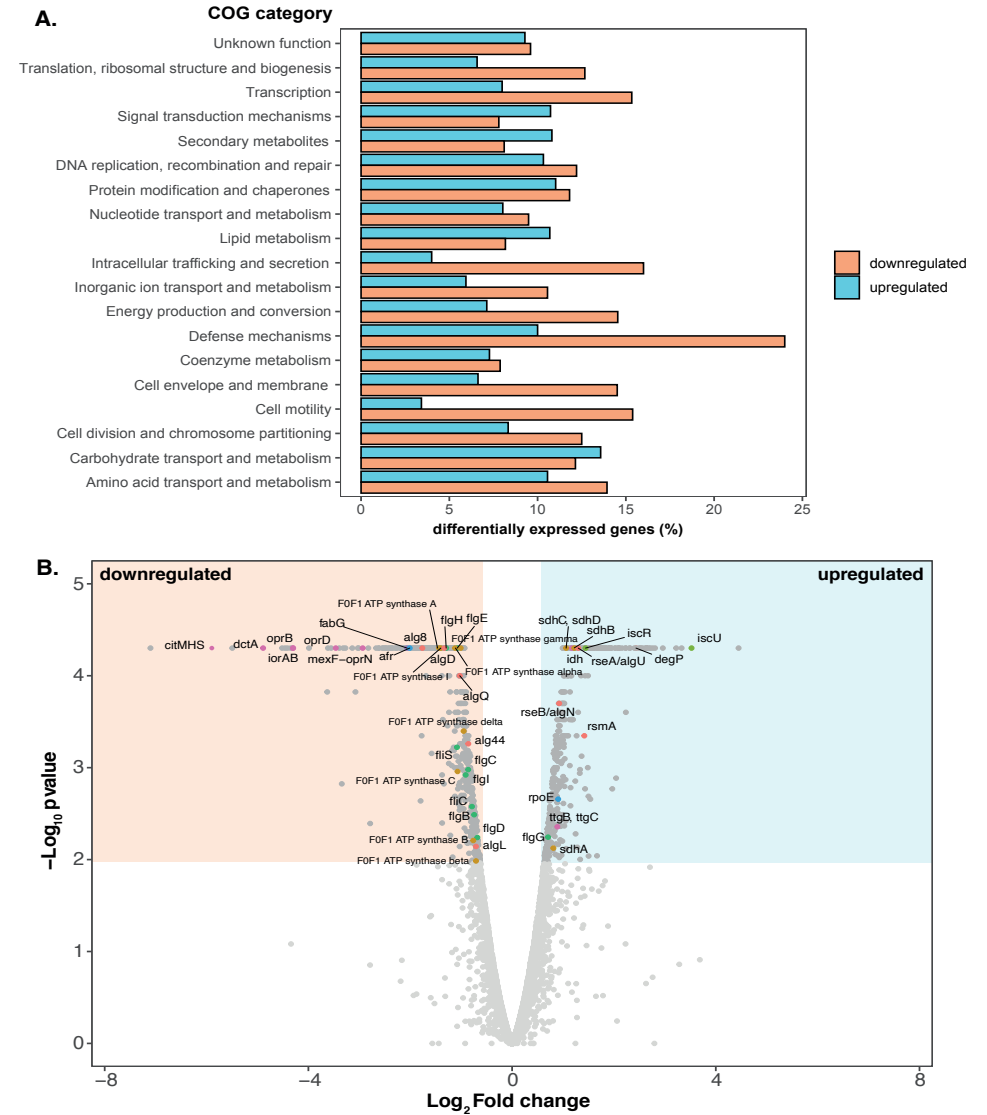 A.
COG category
Unknown function
Translation, ribosomal structure and biogenesis
Transcription
Signal transduction mechanisms
Secondary metabolites
DNA replication, recombination and repair
Protein modification and chaperones
Nucleotide transport and metabolism
Lipid metabolism
Intracellular trafficking and secretion
Inorganic ion transport and metabolism
Energy production and conversion
Defense mechanisms
Coenzyme metabolism
Cell envelope and membrane
Cell motility
Cell division and chromosome partitioning
Carbohydrate transport and metabolism
Amino acid transport and metabolism
0 5 10 15 20 25
differentially expressed genes (%)
downregulated
upregulated
B.
downregulated
upregulated
F0F1 ATP synthase A
fabG
flgH
flgE
alg8
F0F1 ATP synthase gamma
sdhC
sdhD
sdhB
iscR
iscU
citMHS
dctA
oprB
oprD
iorAB
mexF−oprN
afr
algD
idh
rseA/algU
degP
F0F1 ATP synthase I
F0F1 ATP synthase alpha
algQ
rseB/algN
F0F1 ATP synthase delta
rsmA
alg44
fliS
flgC
F0F1 ATP synthase C
flgI
rpoE
fliC
flgB
ttgB, ttgC
flgD
flgG
F0F1 ATP synthase B
algL
sdhA
F0F1 ATP synthase beta
5
4
3
2
1
0
−Log10 pvalue
−8 −4 0 4 8
Log2 Fold change